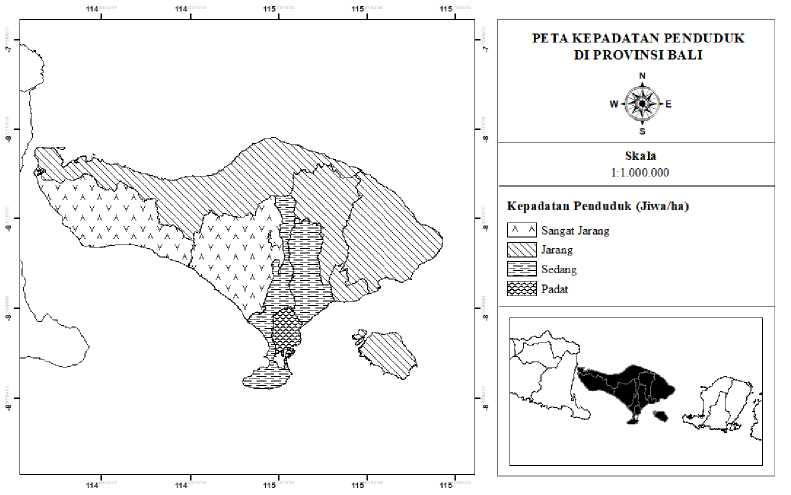 114 114 115 115 115
-7
-8
-8
-8
-8
114 114 115 115 115
PETA KEPADATAN PENDUDUK
DI PROVINSI BALI
N
W E
S
Skala
1:1.000.000
Kepadatan Penduduk (Jiwa/ha)
Sangat Jarang
Jarang
Sedang
Padat